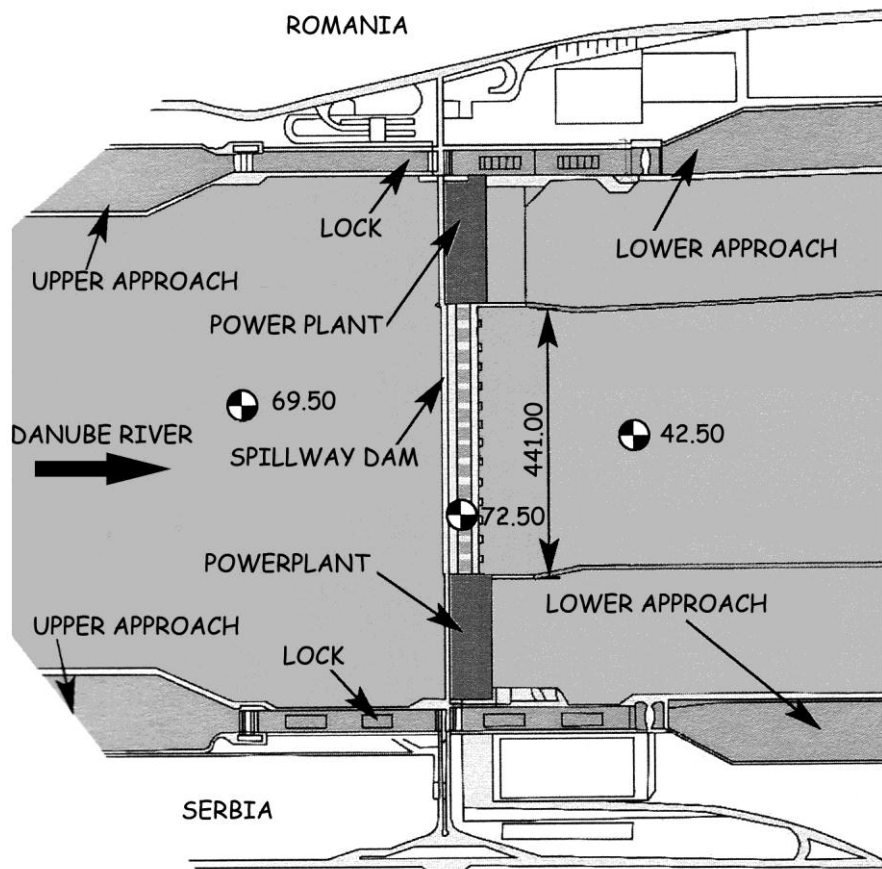 ROMANIA
LOCK
LOWER APPROACH
UPPER APPROACH
POWER PLANT
69.50
DANUBE RIVER
SPILLWAY DAM
441.00
42.50
72.50
POWERPLANT
LOWER APPROACH
UPPER APPROACH
LOCK
SERBIA